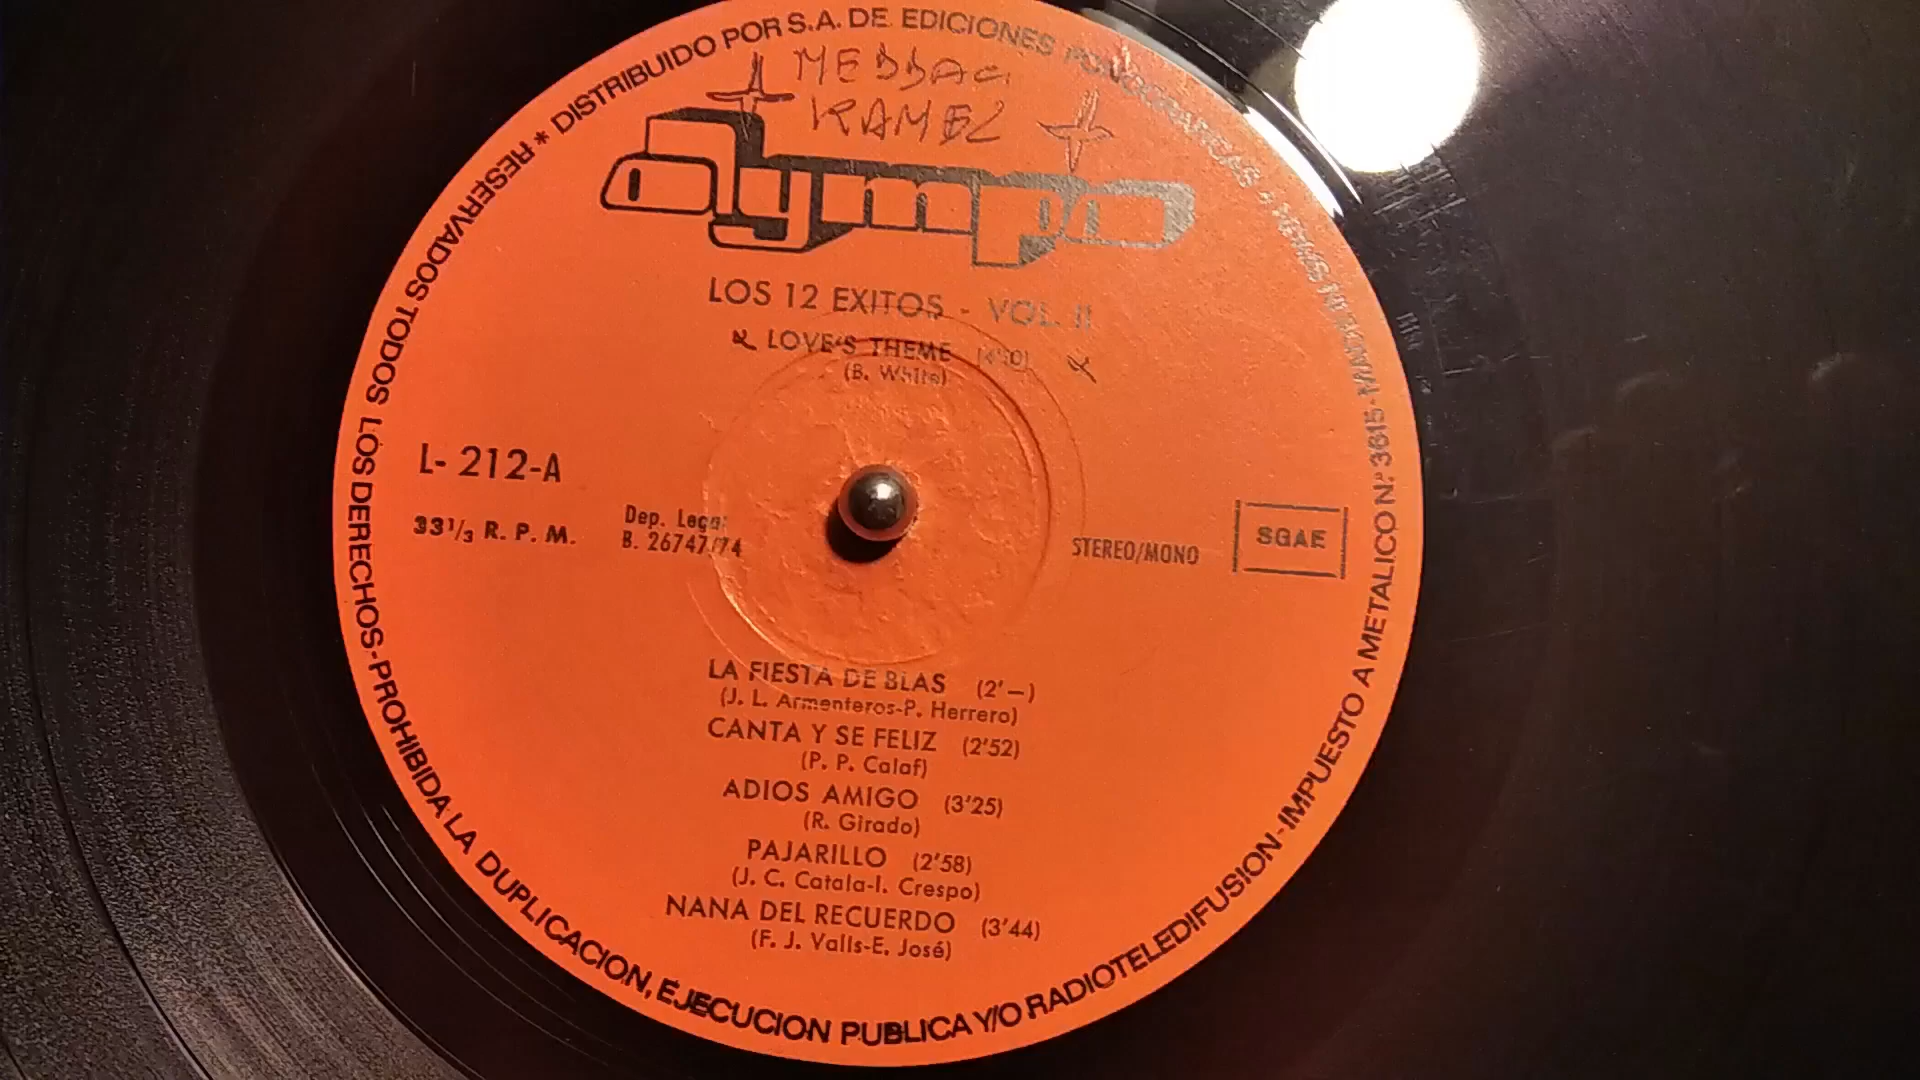 * DISTRIBUIDO POR S.A. DE EDICIONES FONOGRAFICAS
MEDDAC
KAMEL
Olympo
LOS 12 EXITOS - VOL. II
LOVE'S THEME
(B. White)
L- 212-A
33 1/3 R. P. M.
Dep. Legal
B. 26747/74
STEREO/MONO
SGAE
LA FIESTA DE BLAS (2'—)
(J. L. Armenteros-P. Herrero)
CANTA Y SE FELIZ (2'52)
(P. P. Calaf)
ADIOS AMIGO (3'25)
(R. Girado)
PAJARILLO (2'58)
(J. C. Catala-I. Crespo)
NANA DEL RECUERDO (3'44)
(F. J. Valls-E. José)
IMPUESTO A METALICO N.º 3615
RESERVADOS TODOS LOS DERECHOS-PROHIBIDA LA DUPLICACION, EJECUCION PUBLICA Y/O RADIOTELEDIFUSION-